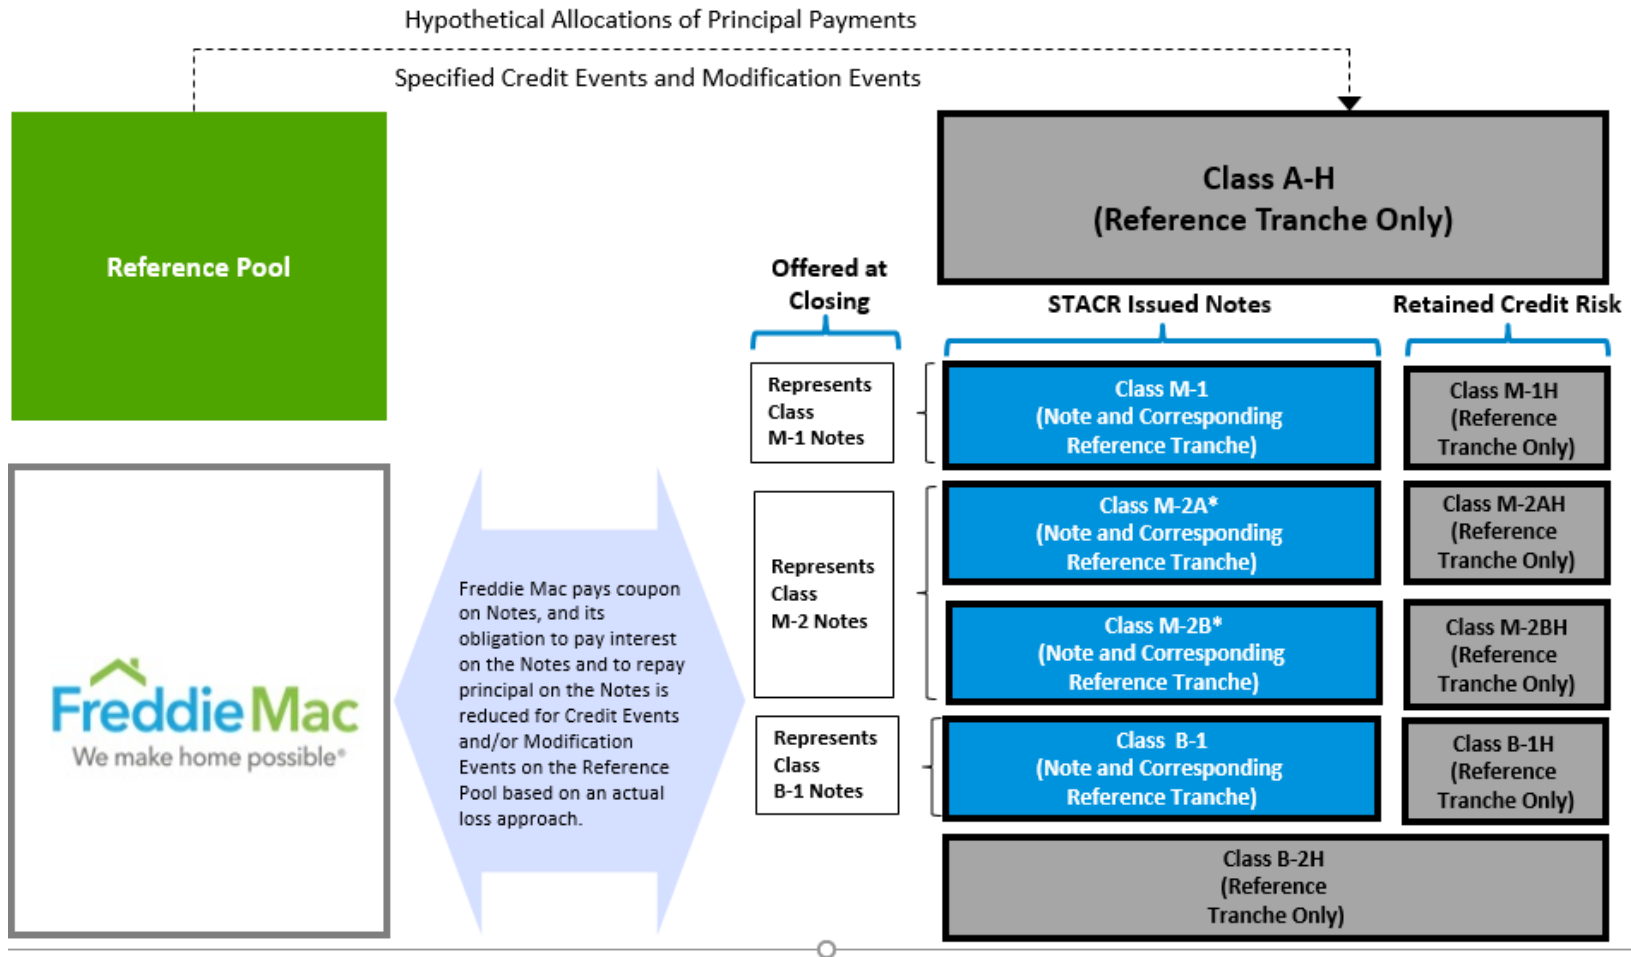 Hypothetical Allocations of Principal Payments
Specified Credit Events and Modification Events
Reference Pool
Class A-H
(Reference Tranche Only)
Offered at
Closing
STACR Issued Notes
Retained Credit Risk
Represents
Class
M-1 Notes
Class M-1
(Note and Corresponding
Reference Tranche)
Class M-1H
(Reference
Tranche Only)
Represents
Class
M-2 Notes
Class M-2A*
(Note and Corresponding
Reference Tranche)
Class M-2AH
(Reference
Tranche Only)
Class M-2B*
(Note and Corresponding
Reference Tranche)
Class M-2BH
(Reference
Tranche Only)
Represents
Class
B-1 Notes
Class  B-1
(Note and Corresponding
Reference Tranche)
Class B-1H
(Reference
Tranche Only)
Class B-2H
(Reference
Tranche Only)
Freddie Mac
We make home possible®
Freddie Mac pays coupon
on Notes, and its
obligation to pay interest
on the Notes and to repay
principal on the Notes is
reduced for Credit Events
and/or Modification
Events on the Reference
Pool based on an actual
loss approach.